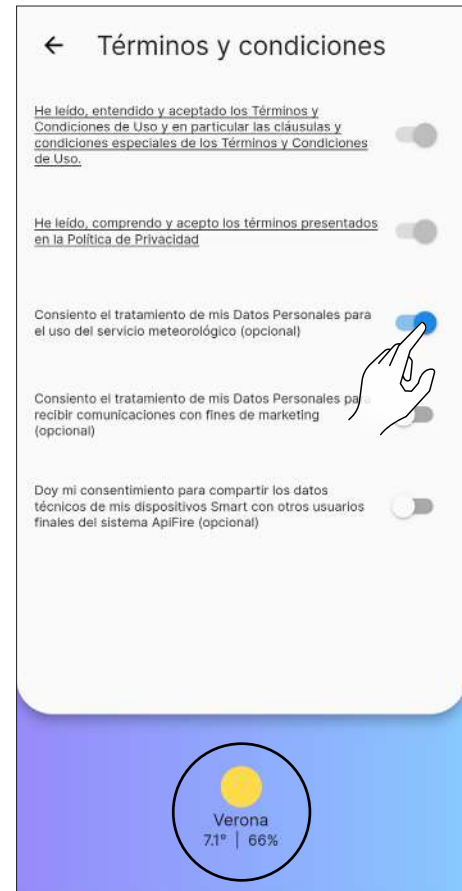 Términos y condiciones
He leído, entendido y aceptado los Términos y
Condiciones de Uso y en particular las cláusulas y
condiciones especiales de los Términos y Condiciones
de Uso.
He leído, comprendo y acepto los términos presentados
en la Política de Privacidad
Consiento el tratamiento de mis Datos Personales para
el uso del servicio meteorológico (opcional)
Consiento el tratamiento de mis Datos Personales para
recibir comunicaciones con fines de marketing
(opcional)
Doy mi consentimiento para compartir los datos
técnicos de mis dispositivos Smart con otros usuarios
finales del sistema ApiFire (opcional)
Verona
7.1° | 66%